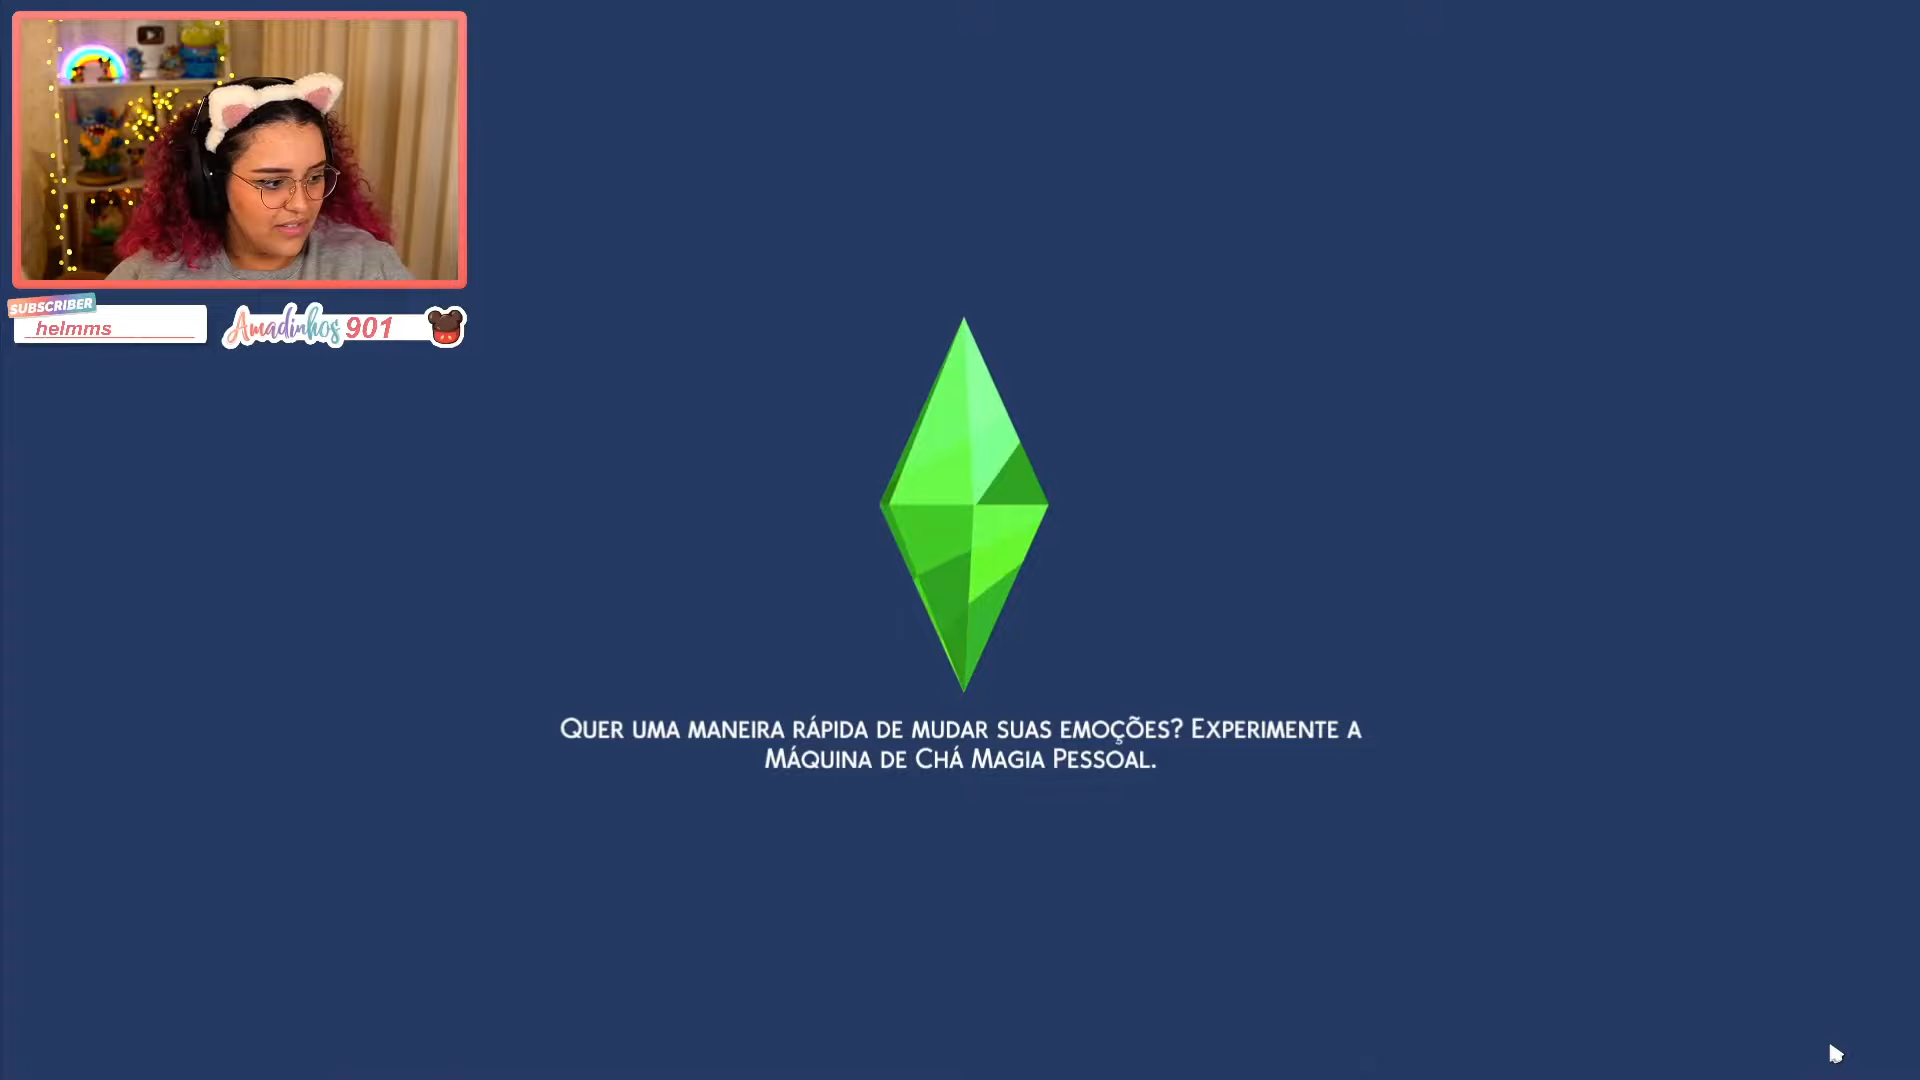 SUBSCRIBER
helmms
Amadinhos 901
QUER UMA MANEIRA RÁPIDA DE MUDAR SUAS EMOÇÕES? EXPERIMENTE A
MÁQUINA DE CHÁ MAGIA PESSOAL.